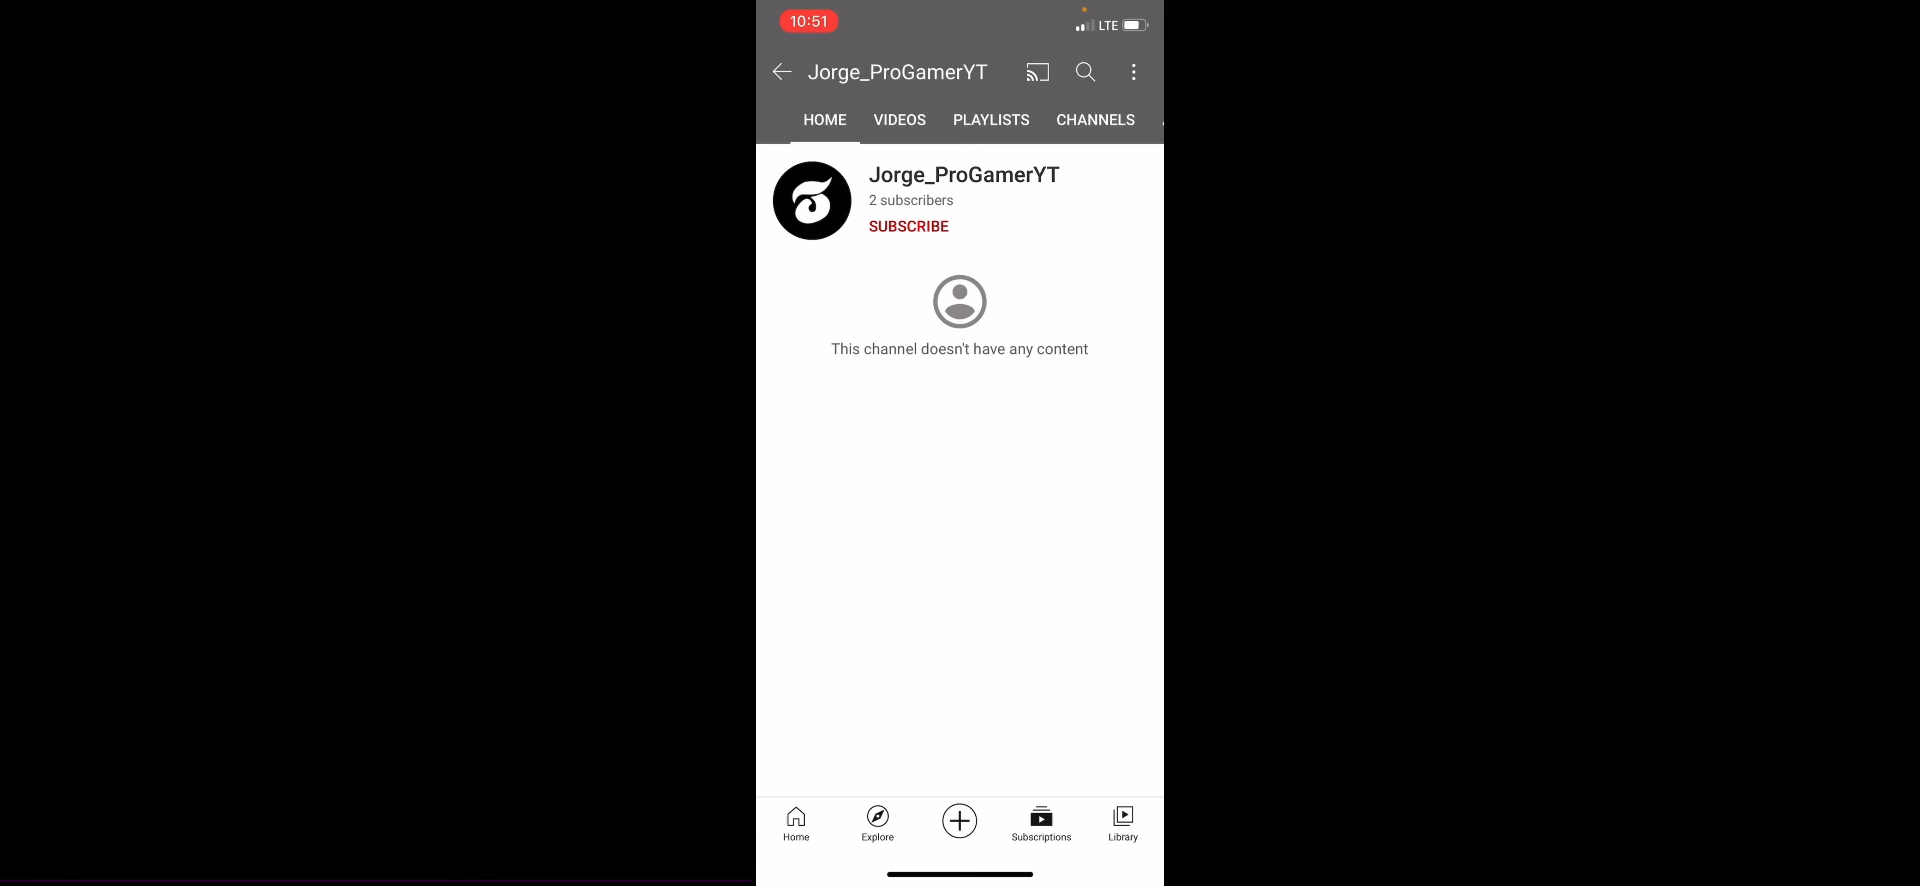 10:51
LTE
Jorge_ProGamerYT
HOME VIDEOS PLAYLISTS CHANNELS
Jorge_ProGamerYT
2 subscribers
SUBSCRIBE
This channel doesn't have any content
Home Explore Subscriptions Library